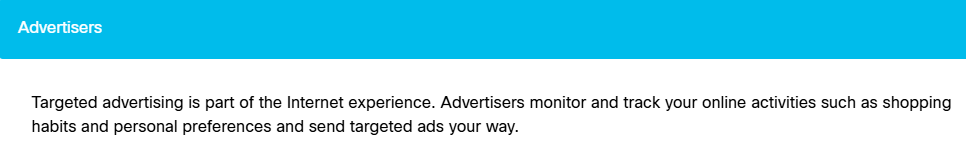 Advertisers
Targeted advertising is part of the Internet experience. Advertisers monitor and track your online activities such as shopping
habits and personal preferences and send targeted ads your way.